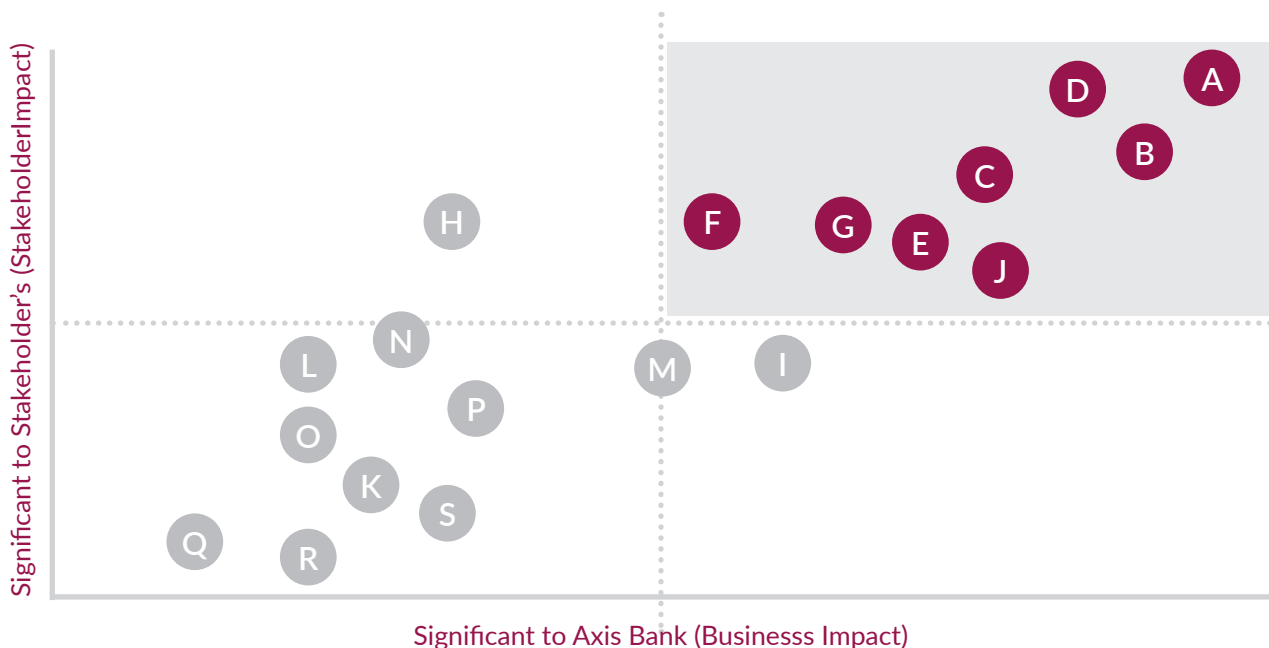 Significant to Stakeholder’s (StakeholderImpact)
A
D
B
C
F
H
G
E
J
N
L
I
M
P
O
K
S
Q
R
Significant to Axis Bank (Businesss Impact)